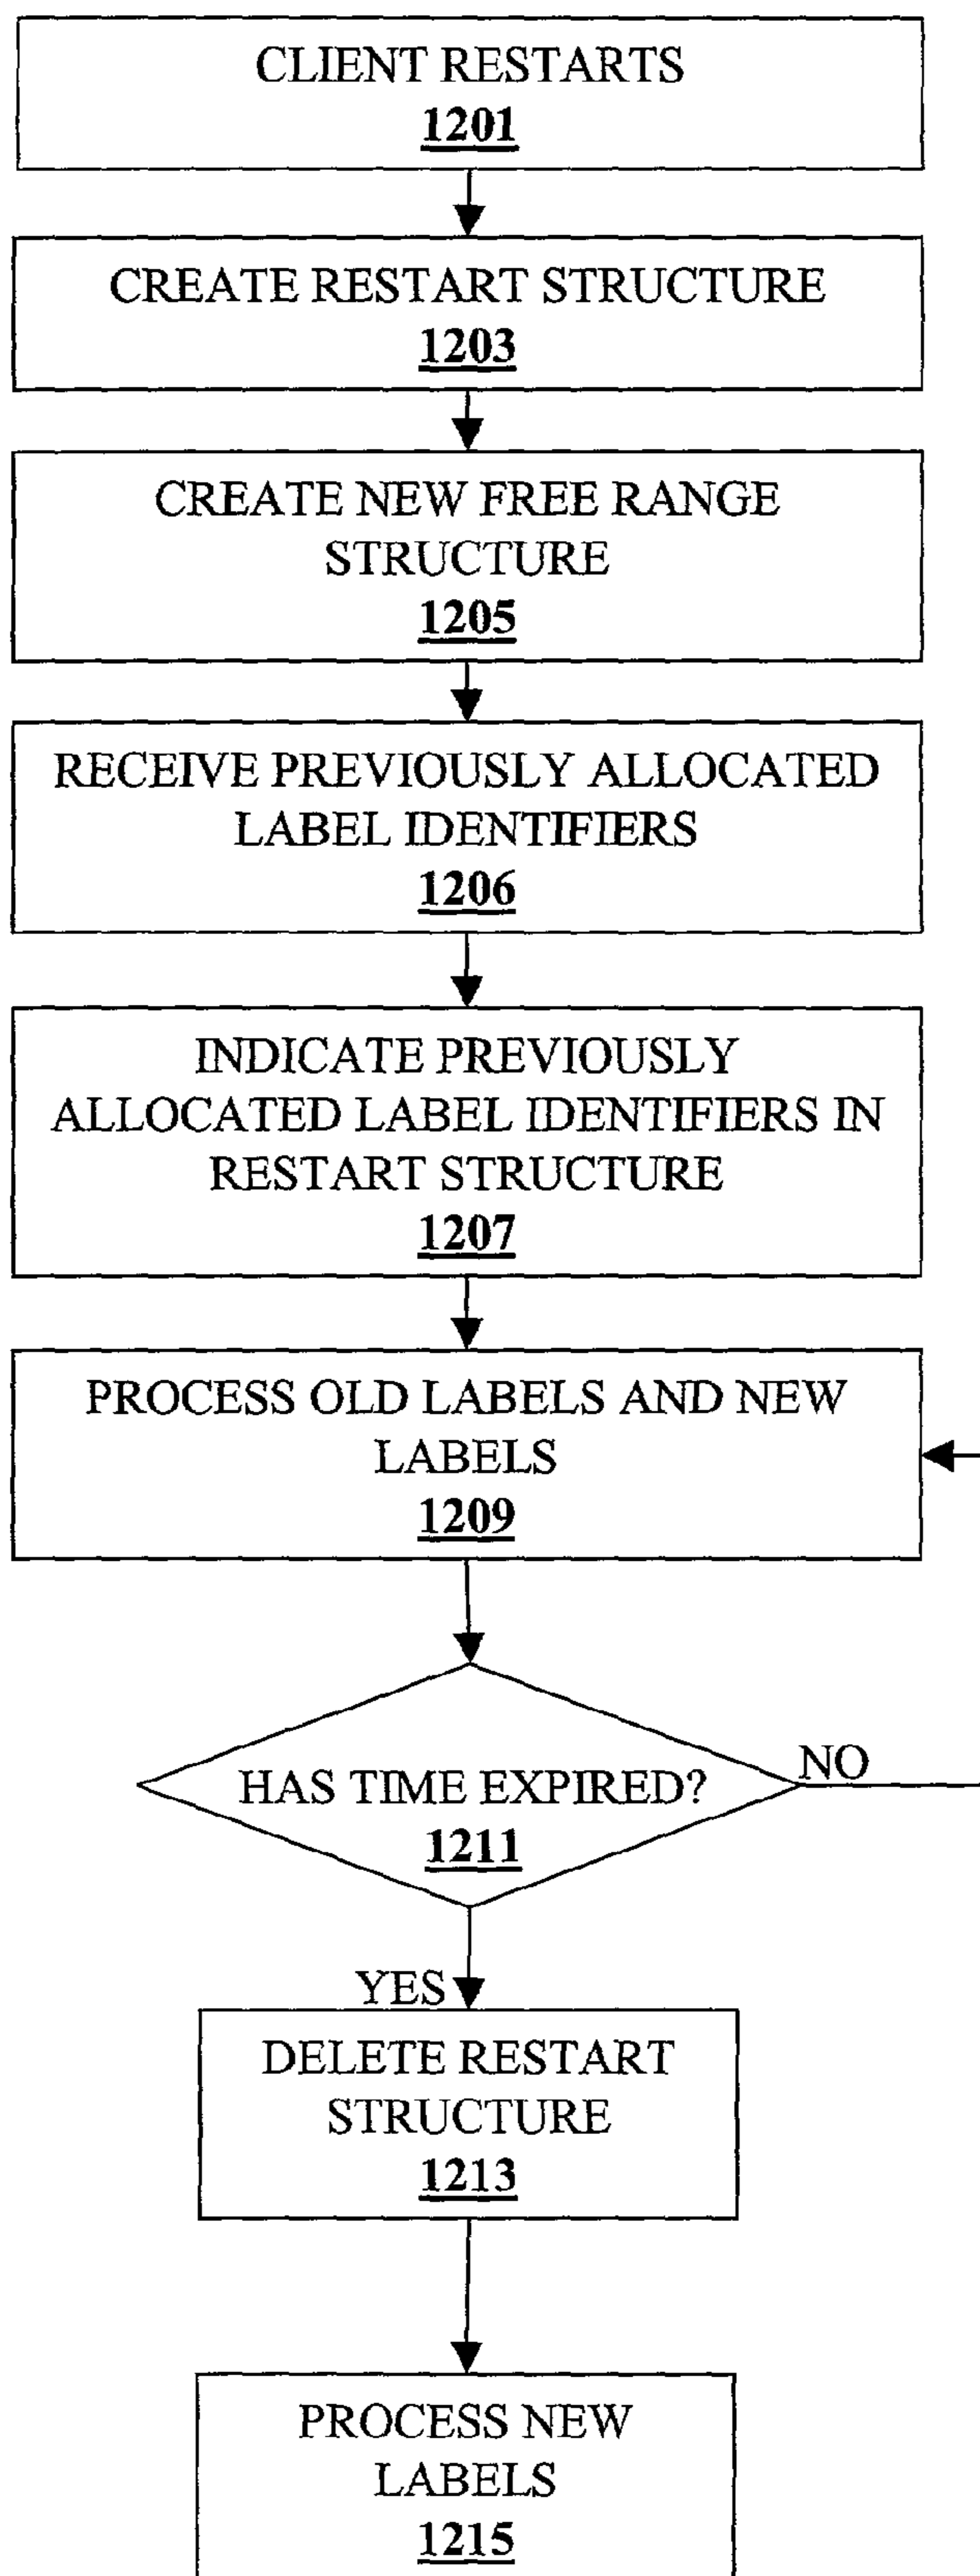 CLIENT RESTARTS
1201
CREATE RESTART STRUCTURE
1203
CREATE NEW FREE RANGE
STRUCTURE
1205
RECEIVE PREVIOUSLY ALLOCATED
LABEL IDENTIFIERS
1206
INDICATE PREVIOUSLY
ALLOCATED LABEL IDENTIFIERS IN
RESTART STRUCTURE
1207
PROCESS OLD LABELS AND NEW
LABELS
1209
HAS TIME EXPIRED?
1211
NO
YES
DELETE RESTART
STRUCTURE
1213
PROCESS NEW
LABELS
1215